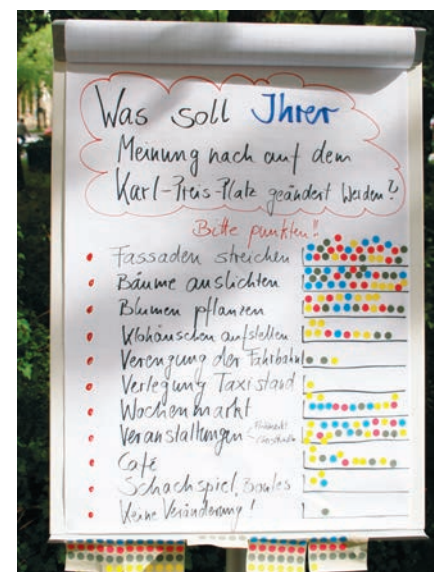 Was soll Ihrer
Meinung nach auf dem
Karl-Preis-Platz geändert werden?
Bitte punkten!!
Fassaden streichen
Bäume auslichten
Blumen pflanzen
Klohäuschen aufstellen
Verengung der Fahrbahn
Verlegung Taxistand
Wochenmarkt
Veranstaltungen
Café
Schachspiel, Boules
Keine Veränderung!